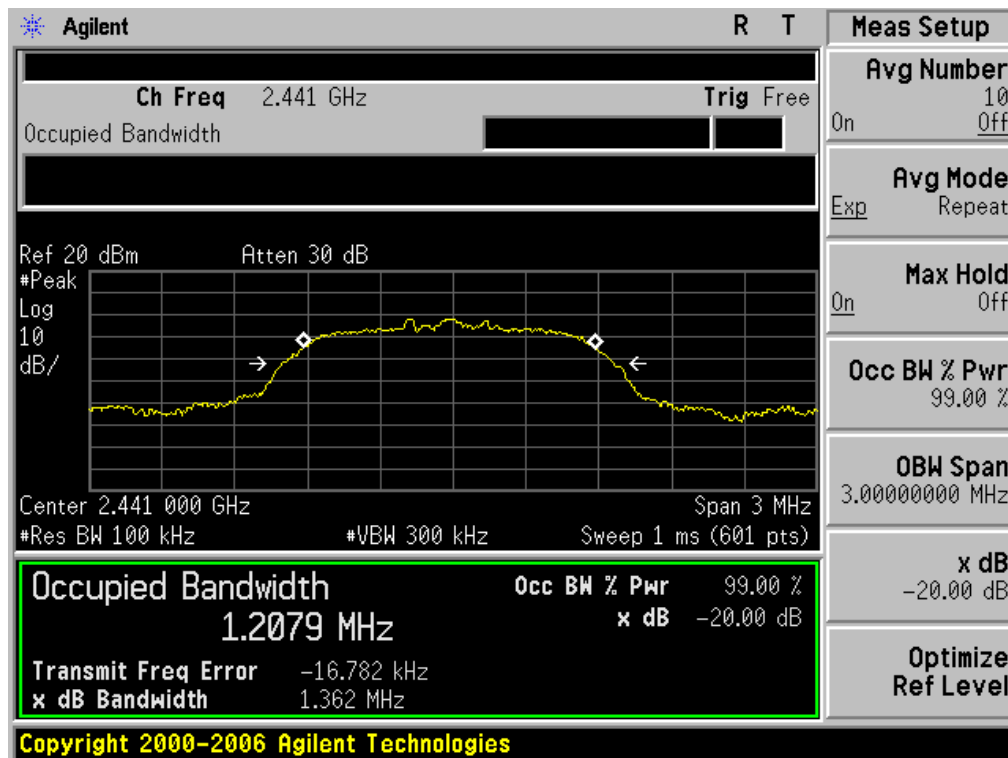 Agilent R T
Ch Freq 2.441 GHz Trig Free
Occupied Bandwidth
Ref 20 dBm Atten 30 dB
#Peak
Log
10
dB/
Center 2.441 000 GHz Span 3 MHz
#Res BW 100 kHz #VBW 300 kHz Sweep 1 ms (601 pts)
Occupied Bandwidth Occ BW % Pwr 99.00 %
1.2079 MHz x dB -20.00 dB
Transmit Freq Error -16.782 kHz
x dB Bandwidth 1.362 MHz
Copyright 2000-2006 Agilent Technologies
Meas Setup
Avg Number
10
On Off
Avg Mode
Exp Repeat
Max Hold
On Off
Occ BW % Pwr
99.00 %
OBW Span
3.00000000 MHz
x dB
-20.00 dB
Optimize
Ref Level